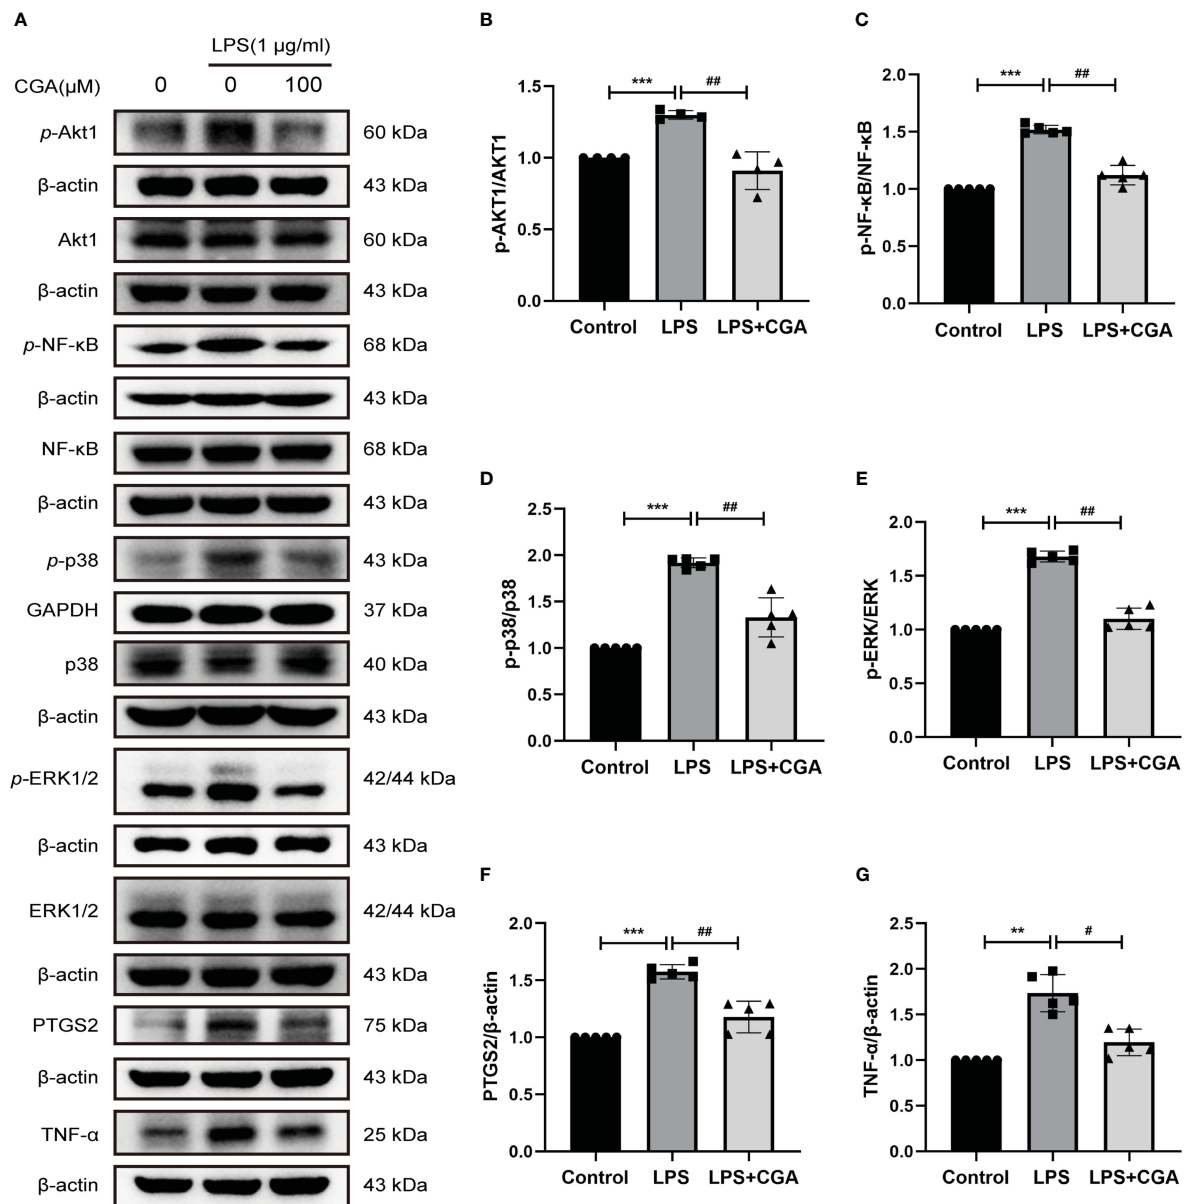 A
LPS(1 μg/ml)
CGA(μM) 0 0 100
p-Akt1 60 kDa
β-actin 43 kDa
Akt1 60 kDa
β-actin 43 kDa
p-NF-κB 68 kDa
β-actin 43 kDa
NF-κB 68 kDa
β-actin 43 kDa
p-p38 43 kDa
GAPDH 37 kDa
p38 40 kDa
β-actin 43 kDa
p-ERK1/2 42/44 kDa
β-actin 43 kDa
ERK1/2 42/44 kDa
β-actin 43 kDa
PTGS2 75 kDa
β-actin 43 kDa
TNF-α 25 kDa
β-actin 43 kDa
B
p-AKT1/AKT1
1.5
1.0
0.5
0.0
*** ##
Control LPS LPS+CGA
C
p-NF-κB/NF-κB
2.0
1.5
1.0
0.5
0.0
*** ##
Control LPS LPS+CGA
D
p-p38/p38
2.5
2.0
1.5
1.0
0.5
0.0
*** ##
Control LPS LPS+CGA
E
p-ERK/ERK
2.0
1.5
1.0
0.5
0.0
*** ##
Control LPS LPS+CGA
F
PTGS2/β-actin
2.0
1.5
1.0
0.5
0.0
*** ##
Control LPS LPS+CGA
G
TNF-α/β-actin
2.5
2.0
1.5
1.0
0.5
0.0
** #
Control LPS LPS+CGA